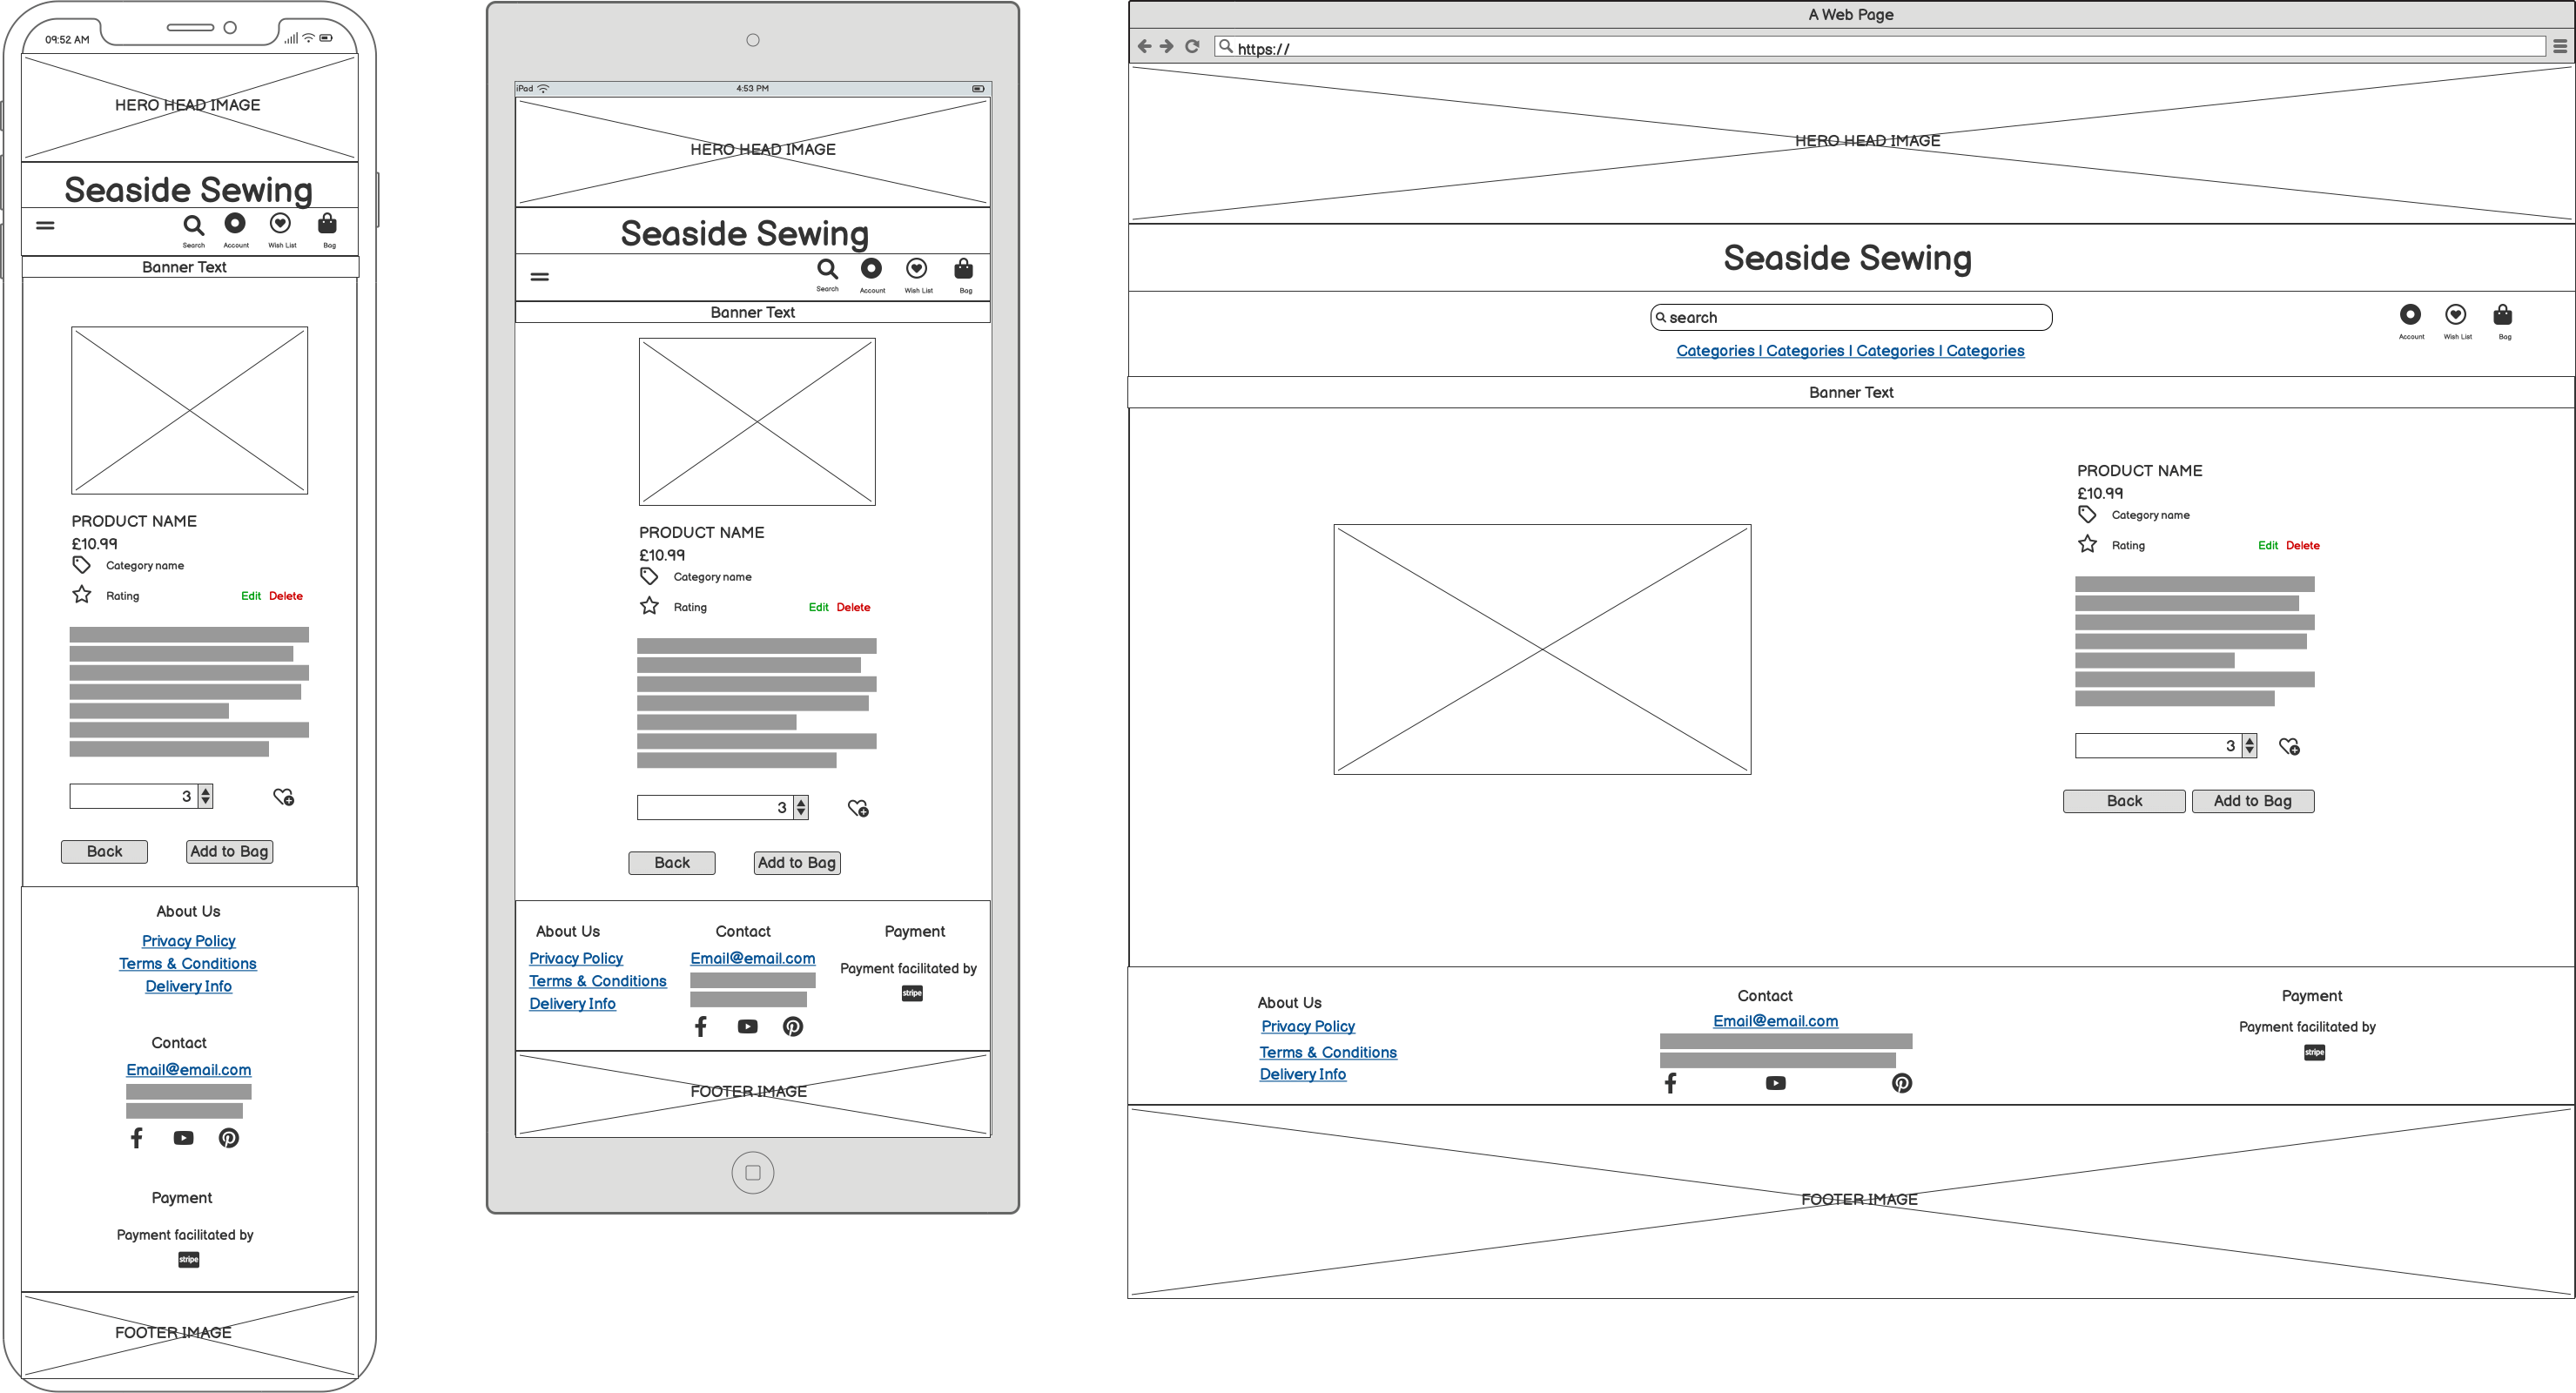 09:52 AM
HERO HEAD IMAGE
Seaside Sewing
Search Account Wish List Bag
Banner Text
PRODUCT NAME
£10.99
Category name
Rating Edit Delete
3
Back Add to Bag
About Us
Privacy Policy
Terms & Conditions
Delivery Info
Contact
Email@email.com
Payment
Payment facilitated by
stripe
FOOTER IMAGE
iPad 4:53 PM
HERO HEAD IMAGE
Seaside Sewing
Search Account Wish List Bag
Banner Text
PRODUCT NAME
£10.99
Category name
Rating Edit Delete
3
Back Add to Bag
About Us Contact Payment
Privacy Policy Email@email.com
Payment facilitated by
Terms & Conditions
stripe
Delivery Info
FOOTER IMAGE
A Web Page
https://
HERO HEAD IMAGE
Seaside Sewing
search
Account Wish List Bag
Categories | Categories | Categories | Categories
Banner Text
PRODUCT NAME
£10.99
Category name
Rating Edit Delete
3
Back Add to Bag
About Us Contact Payment
Privacy Policy Email@email.com Payment facilitated by
Terms & Conditions stripe
Delivery Info
FOOTER IMAGE